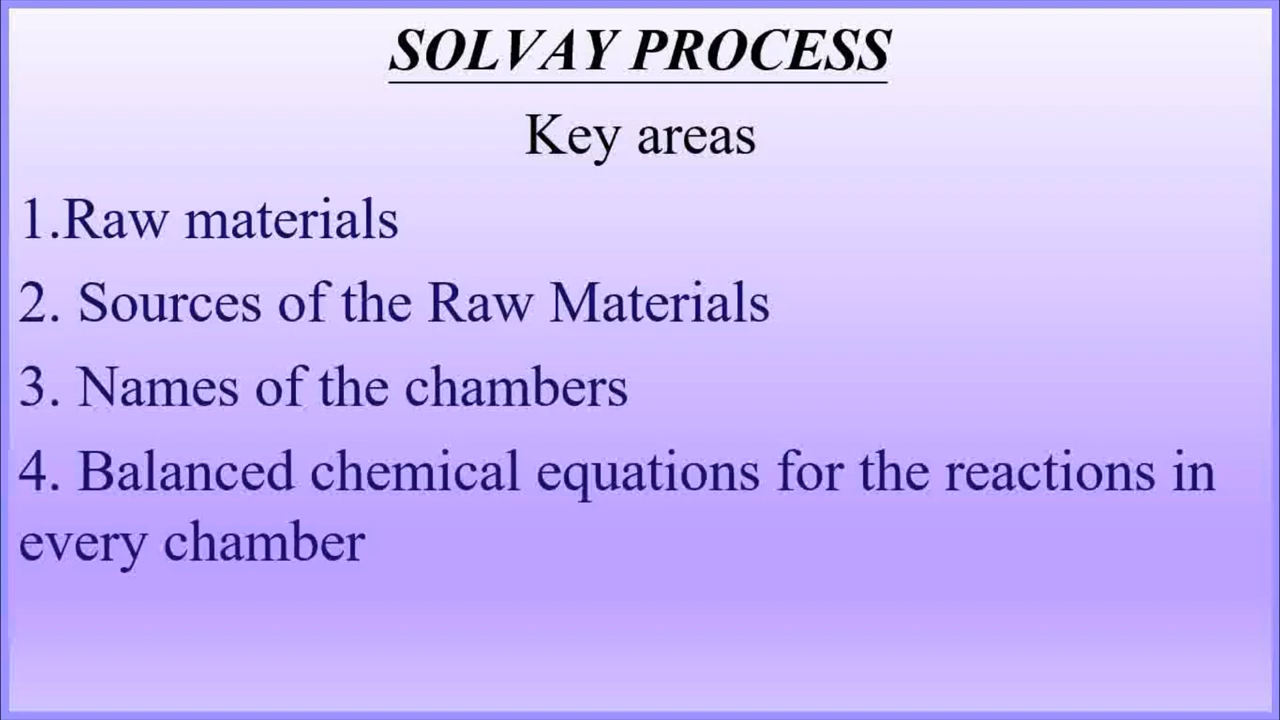 SOLVAY PROCESS
Key areas
1.Raw materials
2. Sources of the Raw Materials
3. Names of the chambers
4. Balanced chemical equations for the reactions in
every chamber